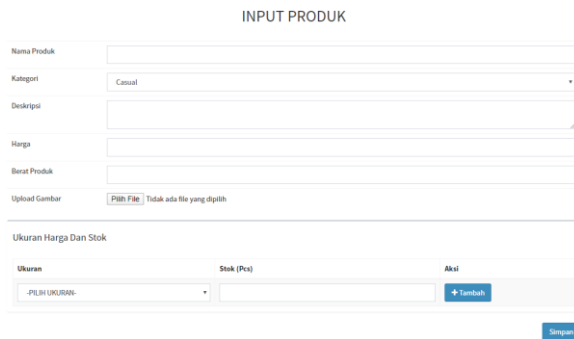 INPUT PRODUK
Nama Produk
Kategori Casual
Deskripsi
Harga
Berat Produk
Upload Gambar Pilih File Tidak ada file yang dipilih
Ukuran Harga Dan Stok
Ukuran Stok (Pcs) Aksi
-PILIH UKURAN- +Tambah
Simpan